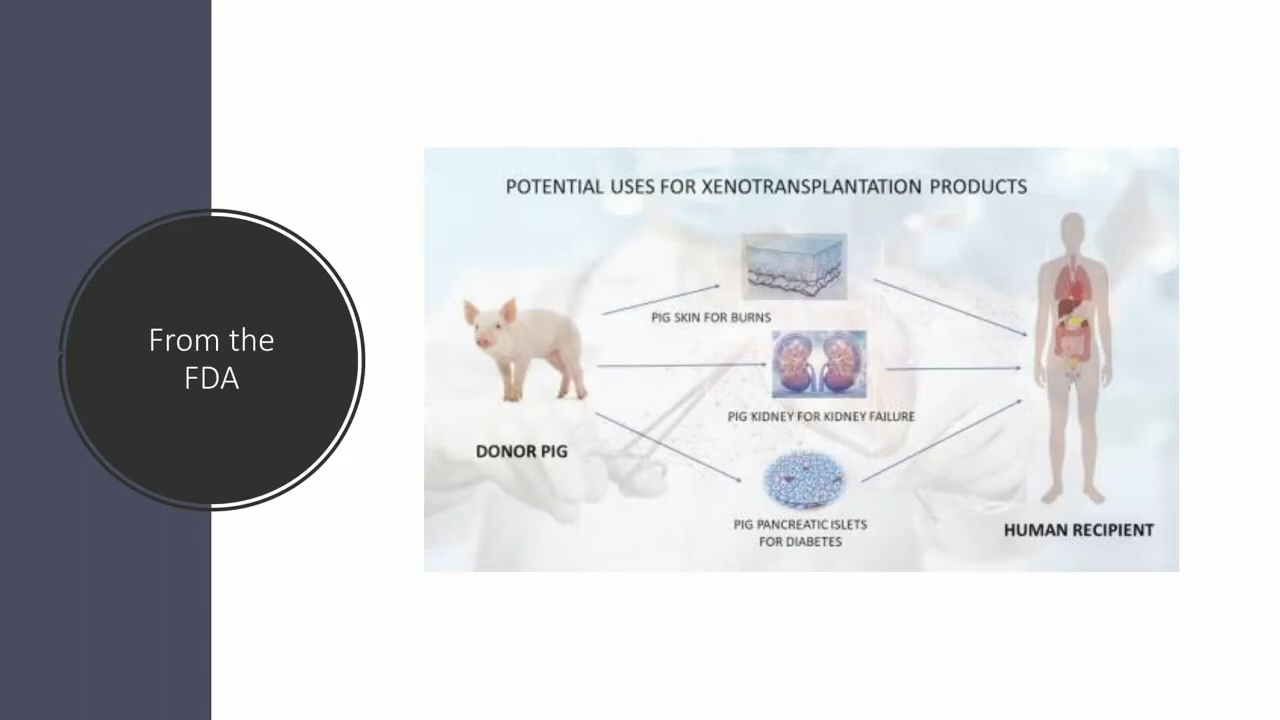 From the
FDA
POTENTIAL USES FOR XENOTRANSPLANTATION PRODUCTS
PIG SKIN FOR BURNS
PIG KIDNEY FOR KIDNEY FAILURE
DONOR PIG
PIG PANCREATIC ISLETS
FOR DIABETES
HUMAN RECIPIENT